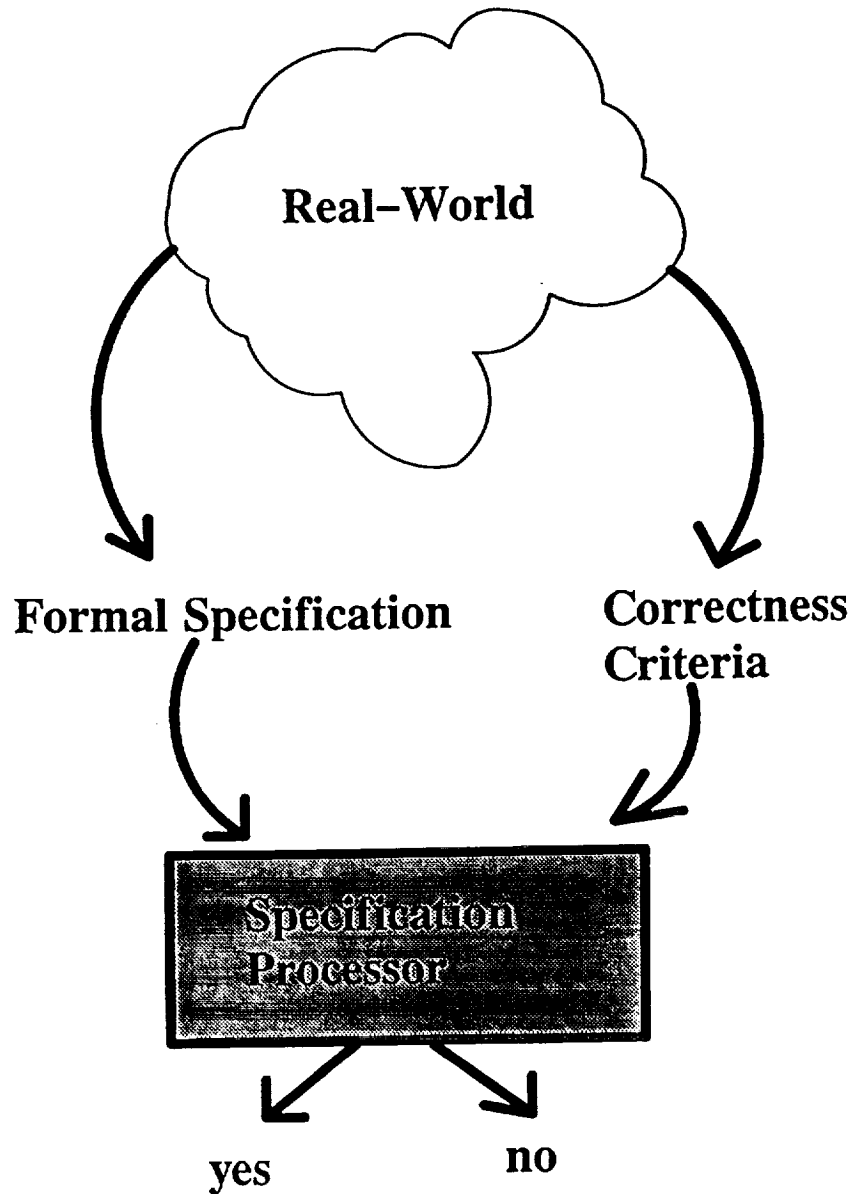 Real–World
Formal Specification
Correctness
Criteria
Specification
Processor
yes
no